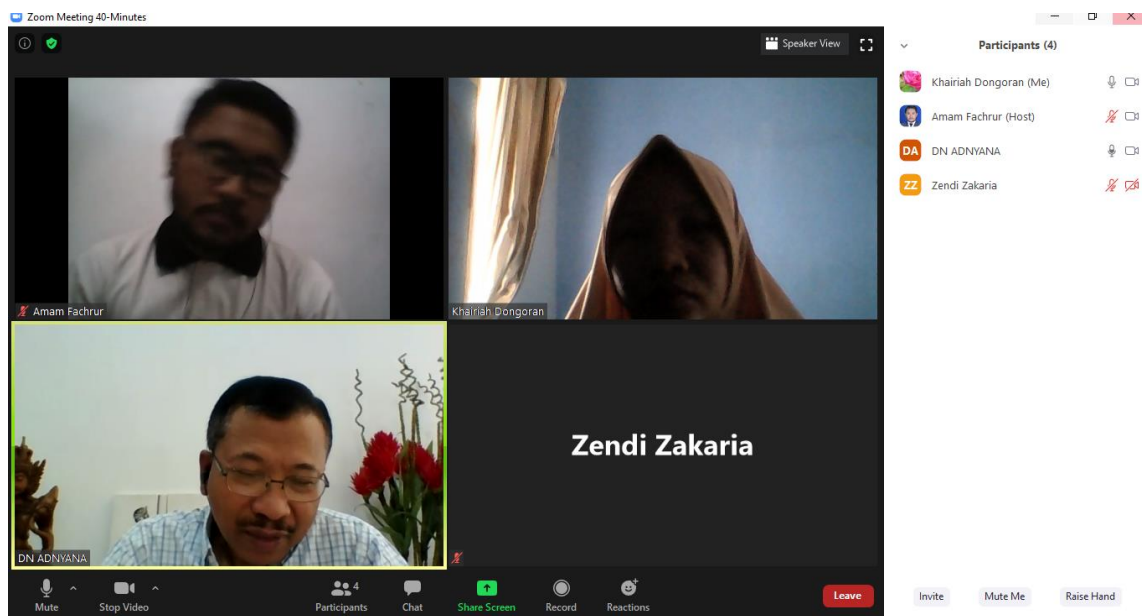 Zoom Meeting 40-Minutes
Speaker View
Amam Fachrur
Khairiah Dongoran
DN ADNYANA
Zendi Zakaria
Mute
Stop Video
4
Participants
Chat
Share Screen
Record
Reactions
Leave
Participants (4)
Khairiah Dongoran (Me)
Amam Fachrur (Host)
DA DN ADNYANA
ZZ Zendi Zakaria
Invite Mute Me Raise Hand